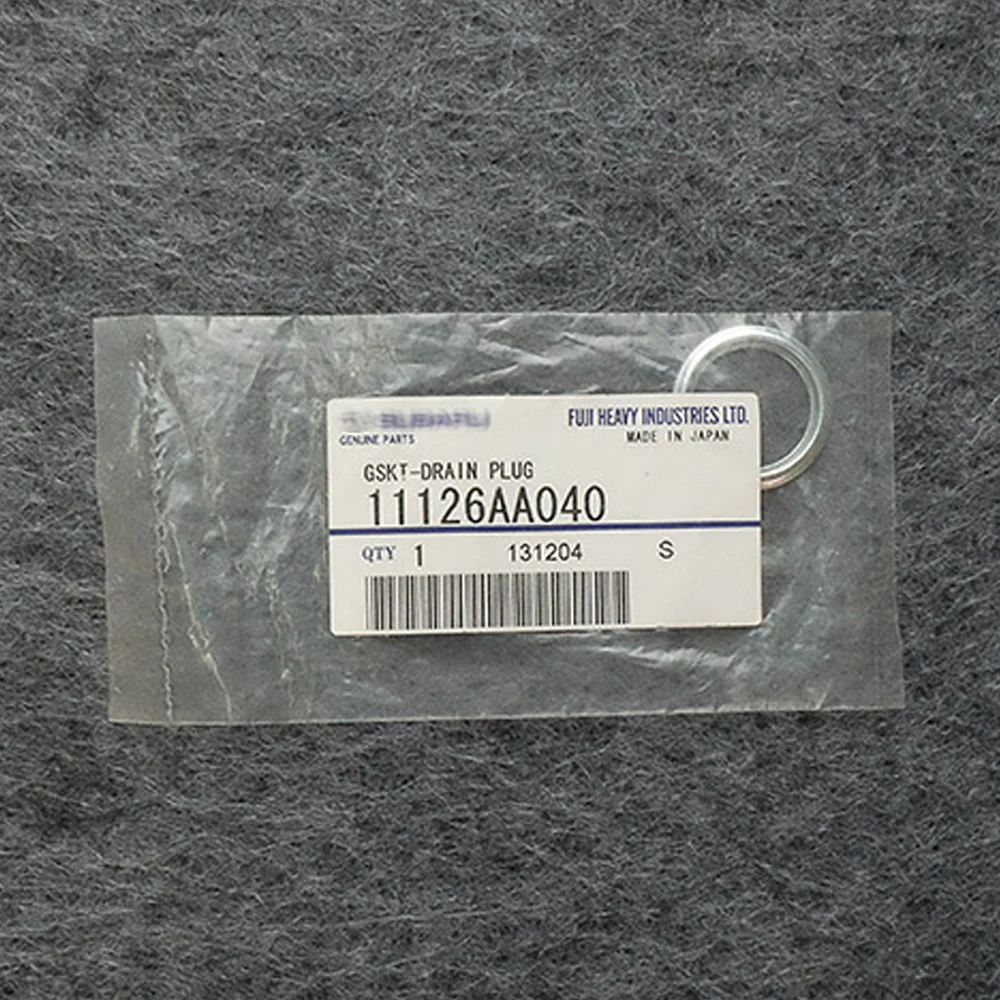 FUJI HEAVY INDUSTRIES LTD.
GENUINE PARTS
MADE IN JAPAN
GSKT-DRAIN PLUG
11126AA040
QTY 1 131204 S